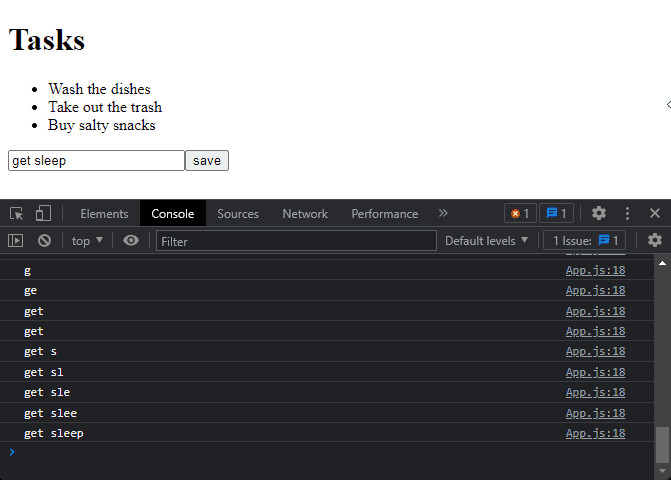 Tasks
Wash the dishes
Take out the trash
Buy salty snacks
get sleep save
Elements Console Sources Network Performance » 1 1
top Filter Default levels 1 Issue: 1
App.js:18
g App.js:18
ge App.js:18
get App.js:18
get App.js:18
get s App.js:18
get sl App.js:18
get sle App.js:18
get slee App.js:18
get sleep App.js:18
>